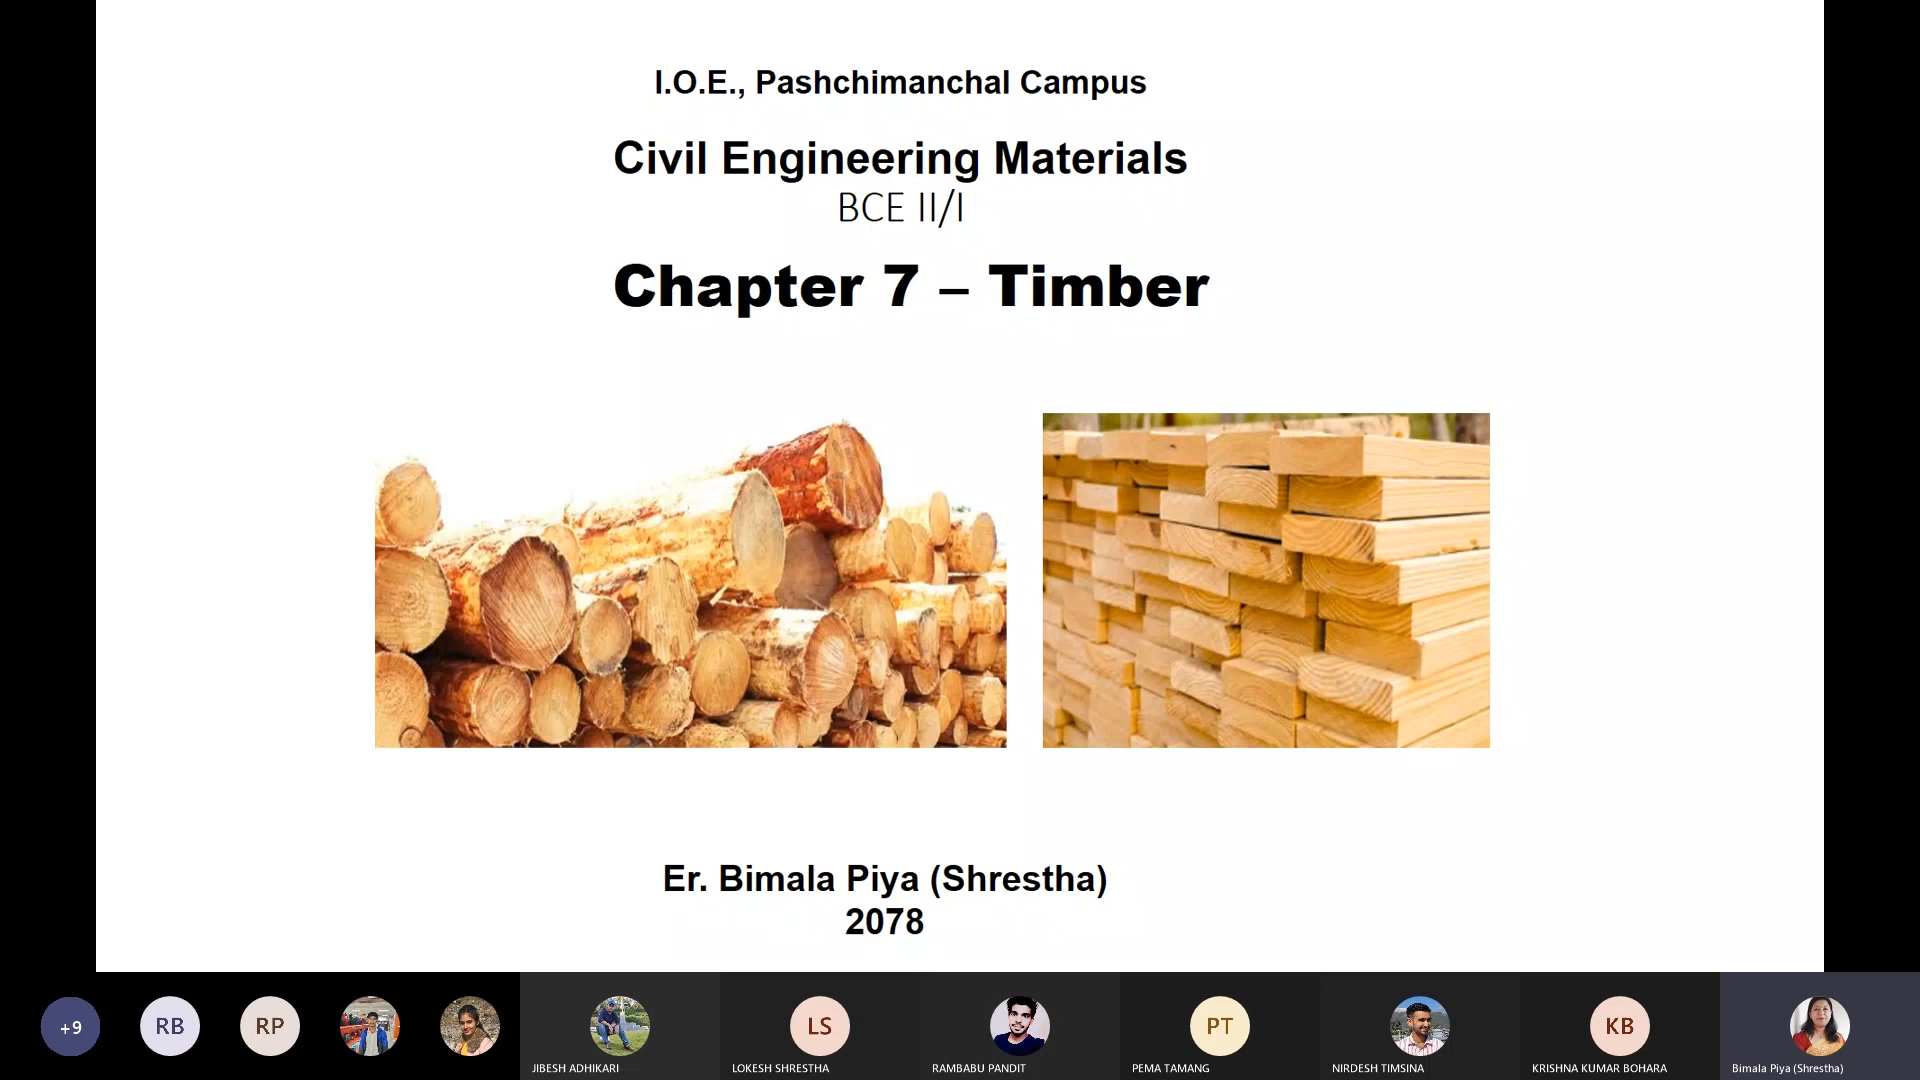 I.O.E., Pashchimanchal Campus
Civil Engineering Materials
BCE II/I
Chapter 7 – Timber
Er. Bimala Piya (Shrestha)
2078
+9
RB
RP
LS
PT
KB
JIBESH ADHIKARI
LOKESH SHRESTHA
RAMBABU PANDIT
PEMA TAMANG
NIRDESH TIMSINA
KRISHNA KUMAR BOHARA
Bimala Piya (Shrestha)